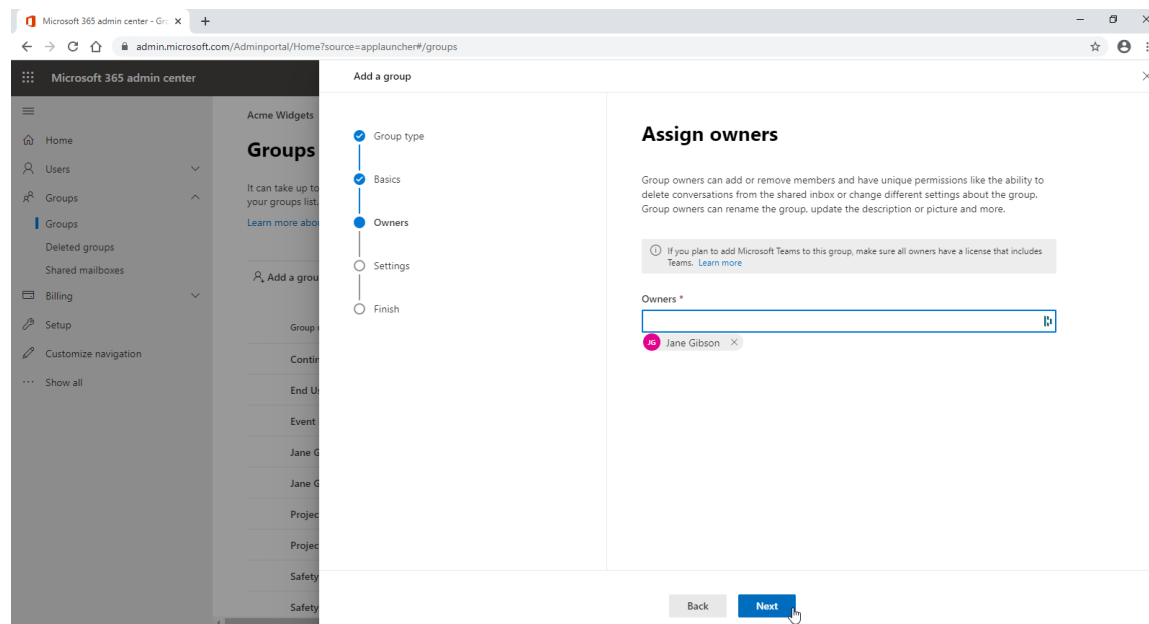 Microsoft 365 admin center - Gr
admin.microsoft.com/Adminportal/Home?source=applauncher#/groups
Microsoft 365 admin center
Home
Users
Groups
Groups
Deleted groups
Shared mailboxes
Billing
Setup
Customize navigation
Show all
Acme Widgets
Groups
It can take up to
your groups list.
Learn more abou
Add a grou
Group
Contin
End U
Event
Jane G
Jane G
Projec
Projec
Safety
Safety
Add a group
Group type
Basics
Owners
Settings
Finish
Assign owners
Group owners can add or remove members and have unique permissions like the ability to
delete conversations from the shared inbox or change different settings about the group.
Group owners can rename the group, update the description or picture and more.
If you plan to add Microsoft Teams to this group, make sure all owners have a license that includes
Teams. Learn more
Owners *
JG Jane Gibson
Back Next